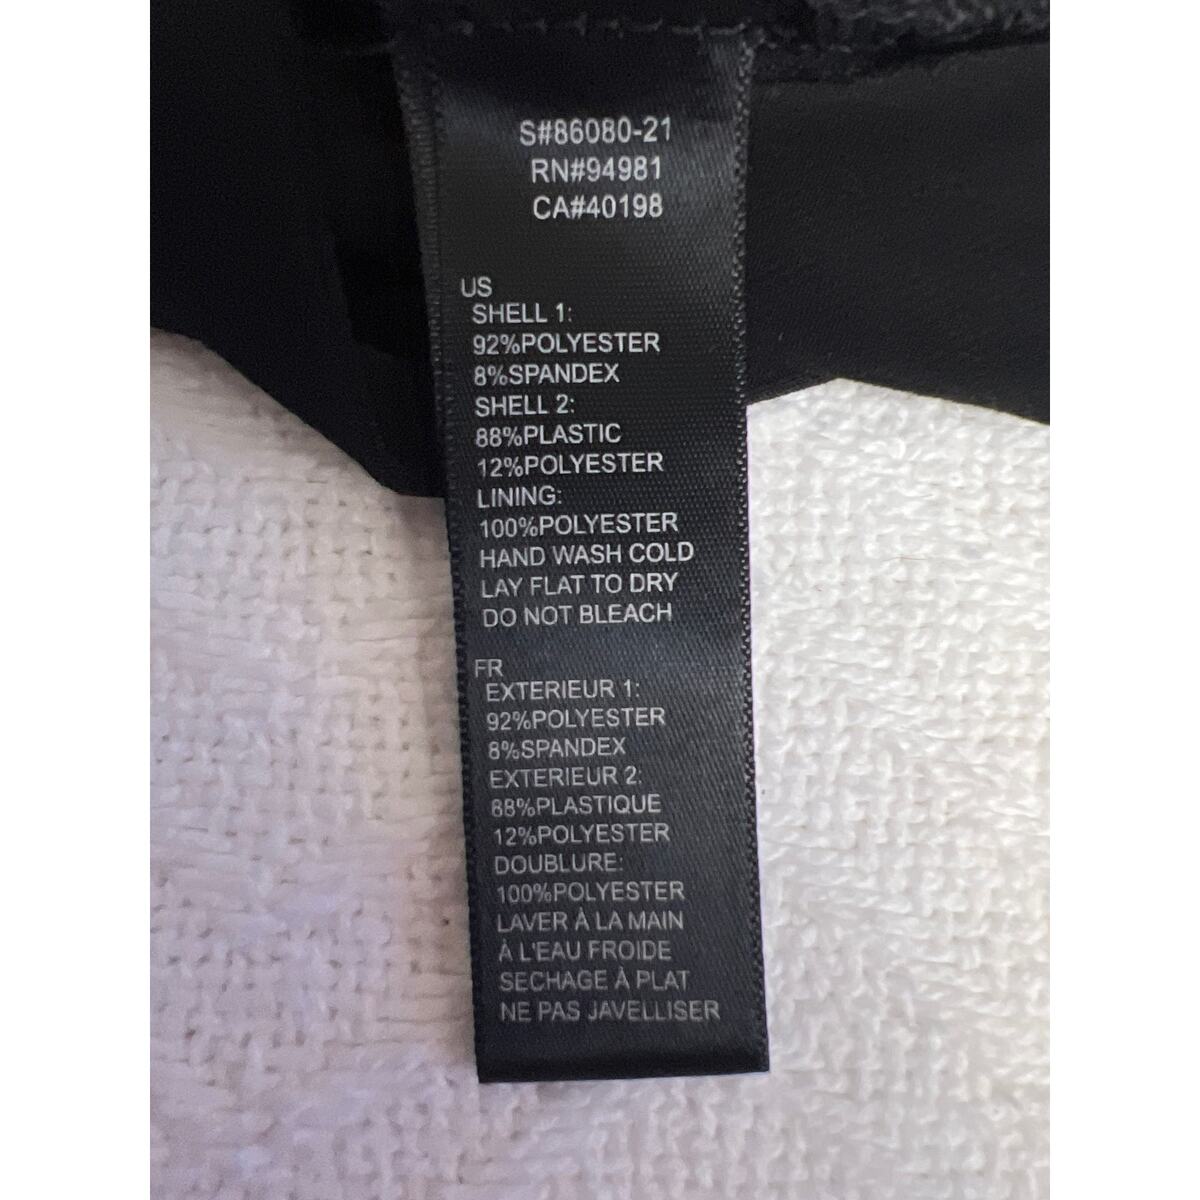 S#86080-21
RN#94981
CA#40198
US
SHELL 1:
92%POLYESTER
8%SPANDEX
SHELL 2:
88%PLASTIC
12%POLYESTER
LINING:
100%POLYESTER
HAND WASH COLD
LAY FLAT TO DRY
DO NOT BLEACH
FR
EXTERIEUR 1:
92%POLYESTER
8%SPANDEX
EXTERIEUR 2:
88%PLASTIQUE
12%POLYESTER
DOUBLURE:
100%POLYESTER
LAVER À LA MAIN
À L'EAU FROIDE
SECHAGE À PLAT
NE PAS JAVELLISER